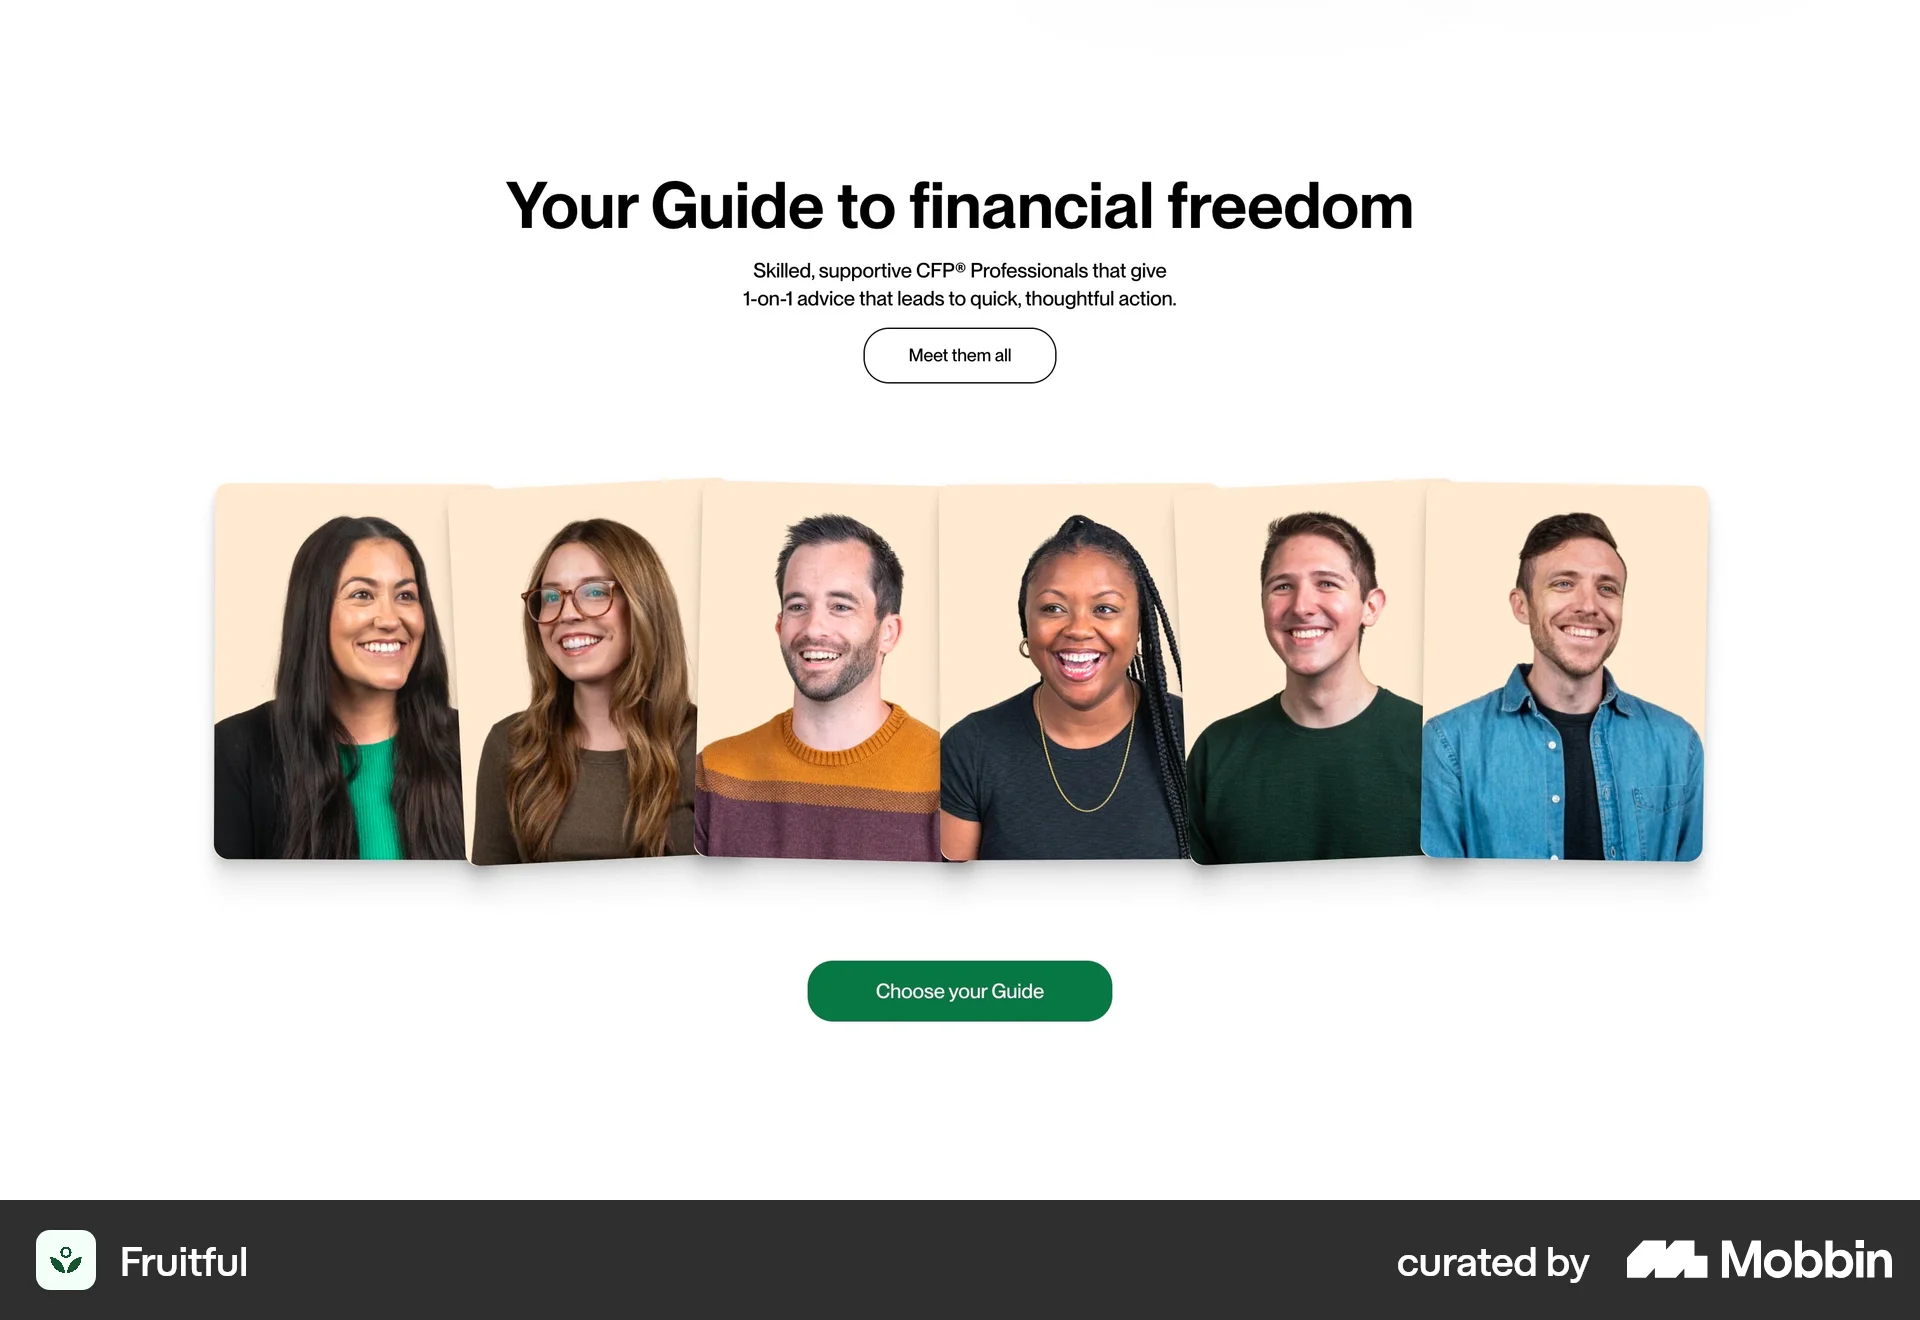 Your Guide to financial freedom
Skilled, supportive CFP® Professionals that give
1-on-1 advice that leads to quick, thoughtful action.
Meet them all
Choose your Guide
Fruitful
curated by Mobbin